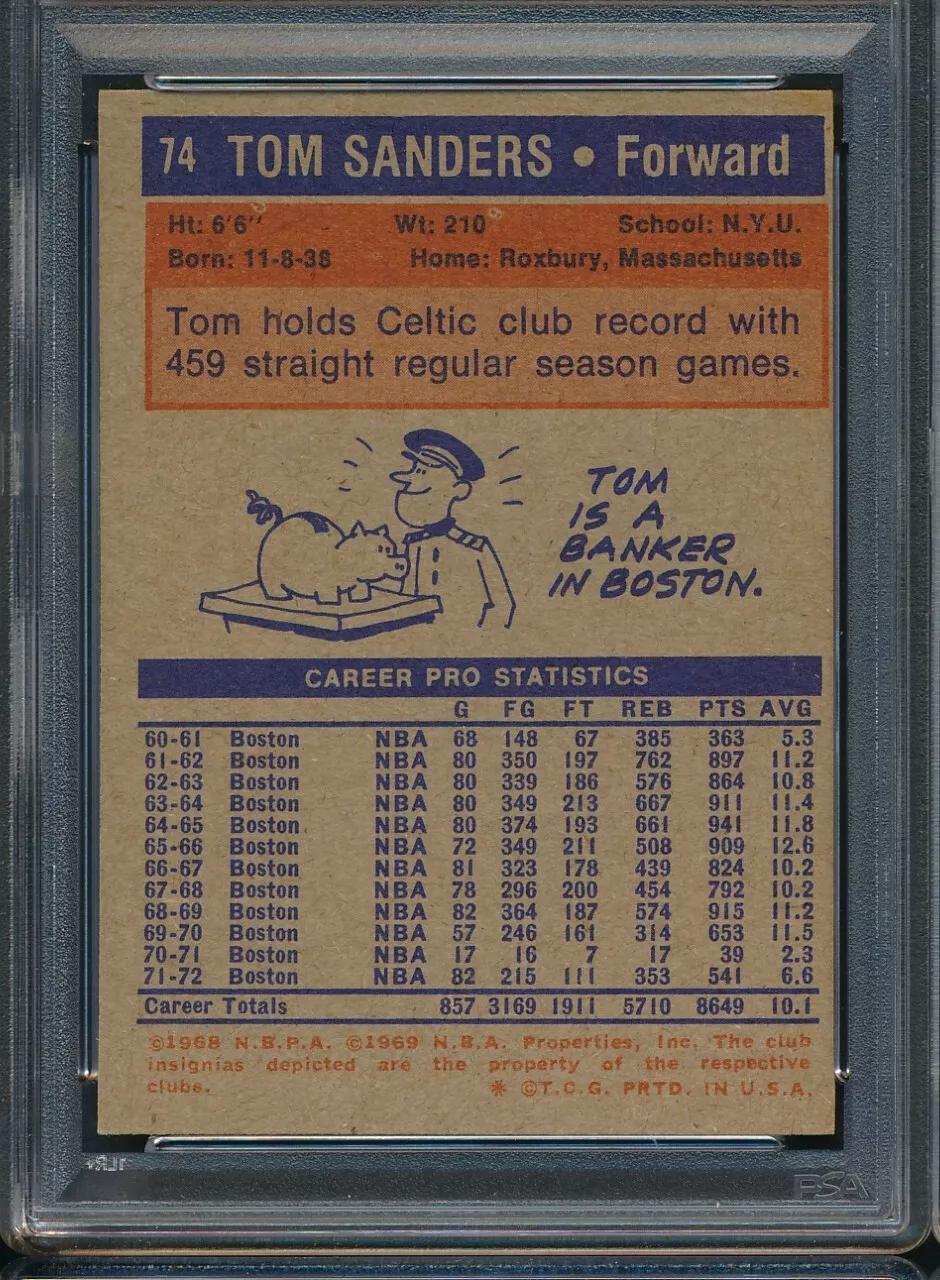 74 TOM SANDERS • Forward
Ht: 6'6" Wt: 210 School: N.Y.U.
Born: 11-8-38 Home: Roxbury, Massachusetts
Tom holds Celtic club record with
459 straight regular season games.
TOM
IS A
BANKER
IN BOSTON.
CAREER PRO STATISTICS
G FG FT REB PTS AVG
60-61 Boston NBA 68 148 67 385 363 5.3
61-62 Boston NBA 80 350 197 762 897 11.2
62-63 Boston NBA 80 339 186 576 864 10.8
63-64 Boston NBA 80 349 213 667 911 11.4
64-65 Boston NBA 80 374 193 661 941 11.8
65-66 Boston NBA 72 349 211 508 909 12.6
66-67 Boston NBA 81 323 178 439 824 10.2
67-68 Boston NBA 78 296 200 454 792 10.2
68-69 Boston NBA 82 364 187 574 915 11.2
69-70 Boston NBA 57 246 161 314 653 11.5
70-71 Boston NBA 17 16 7 17 39 2.3
71-72 Boston NBA 82 215 111 353 541 6.6
Career Totals 857 3169 1911 5710 8649 10.1
©1968 N.B.P.A. ©1969 N.B.A. Properties, Inc. The club
insignias depicted are the property of the respective
clubs. * ©T.C.G. PRTD. IN U.S.A.
PSA